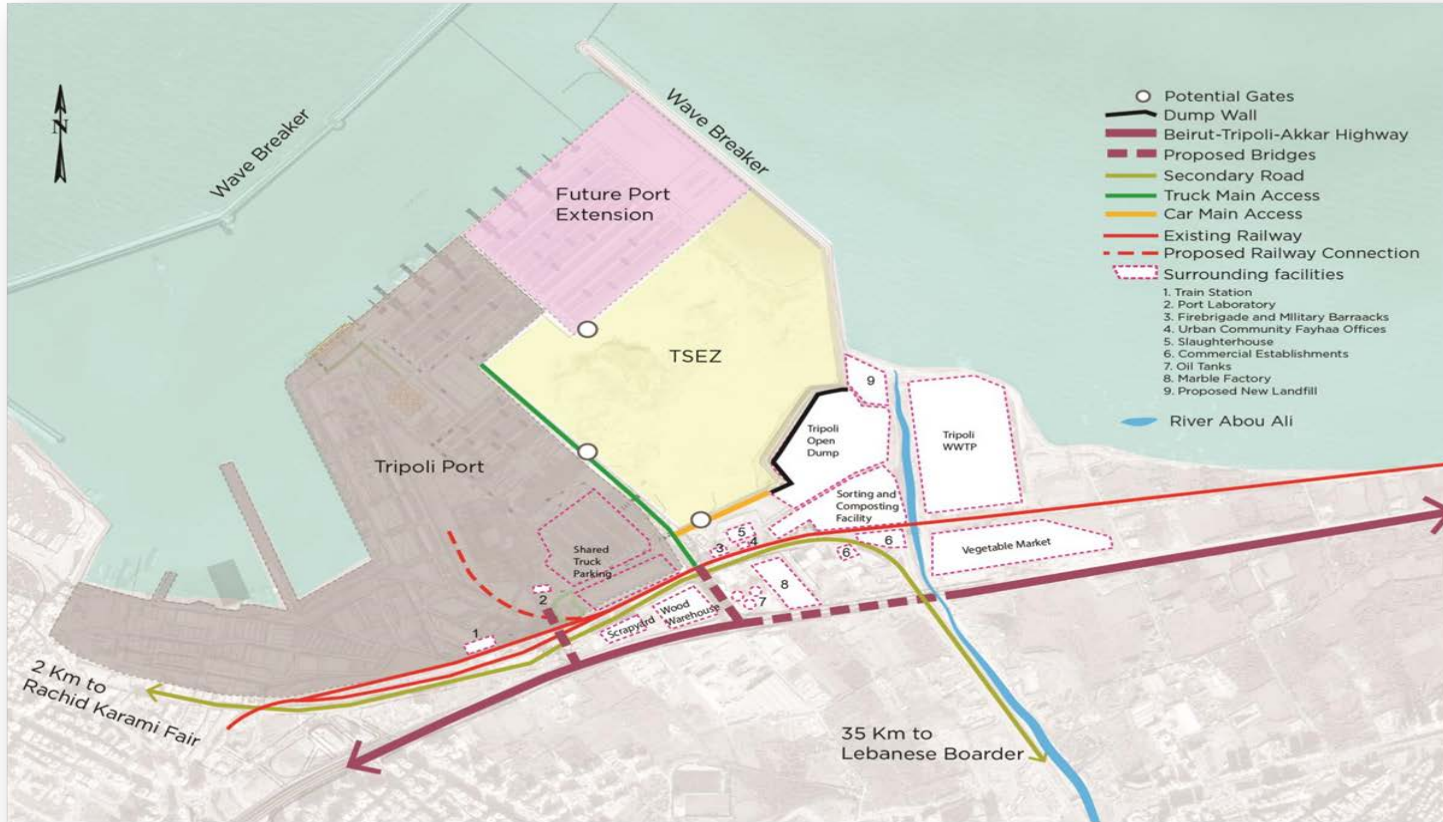 N
Wave Breaker
Wave Breaker
Future Port
Extension
TSEZ
Tripoli Port
Shared
Truck
Parking
Tripoli
Open
Dump
9
Tripoli
WWTP
Sorting and
Composting
Facility
Vegetable Market
5
4
3
6
6
8
7
2
1
Scrapyard
Wood
Warehouse
2 Km to
Rachid Karami Fair
35 Km to
Lebanese Boarder
Potential Gates
Dump Wall
Beirut-Tripoli-Akkar Highway
Proposed Bridges
Secondary Road
Truck Main Access
Car Main Access
Existing Railway
Proposed Railway Connection
Surrounding facilities
1. Train Station
2. Port Laboratory
3. Firebrigade and Military Barraacks
4. Urban Community Fayhaa Offices
5. Slaughterhouse
6. Commercial Establishments
7. Oil Tanks
8. Marble Factory
9. Proposed New Landfill
River Abou Ali